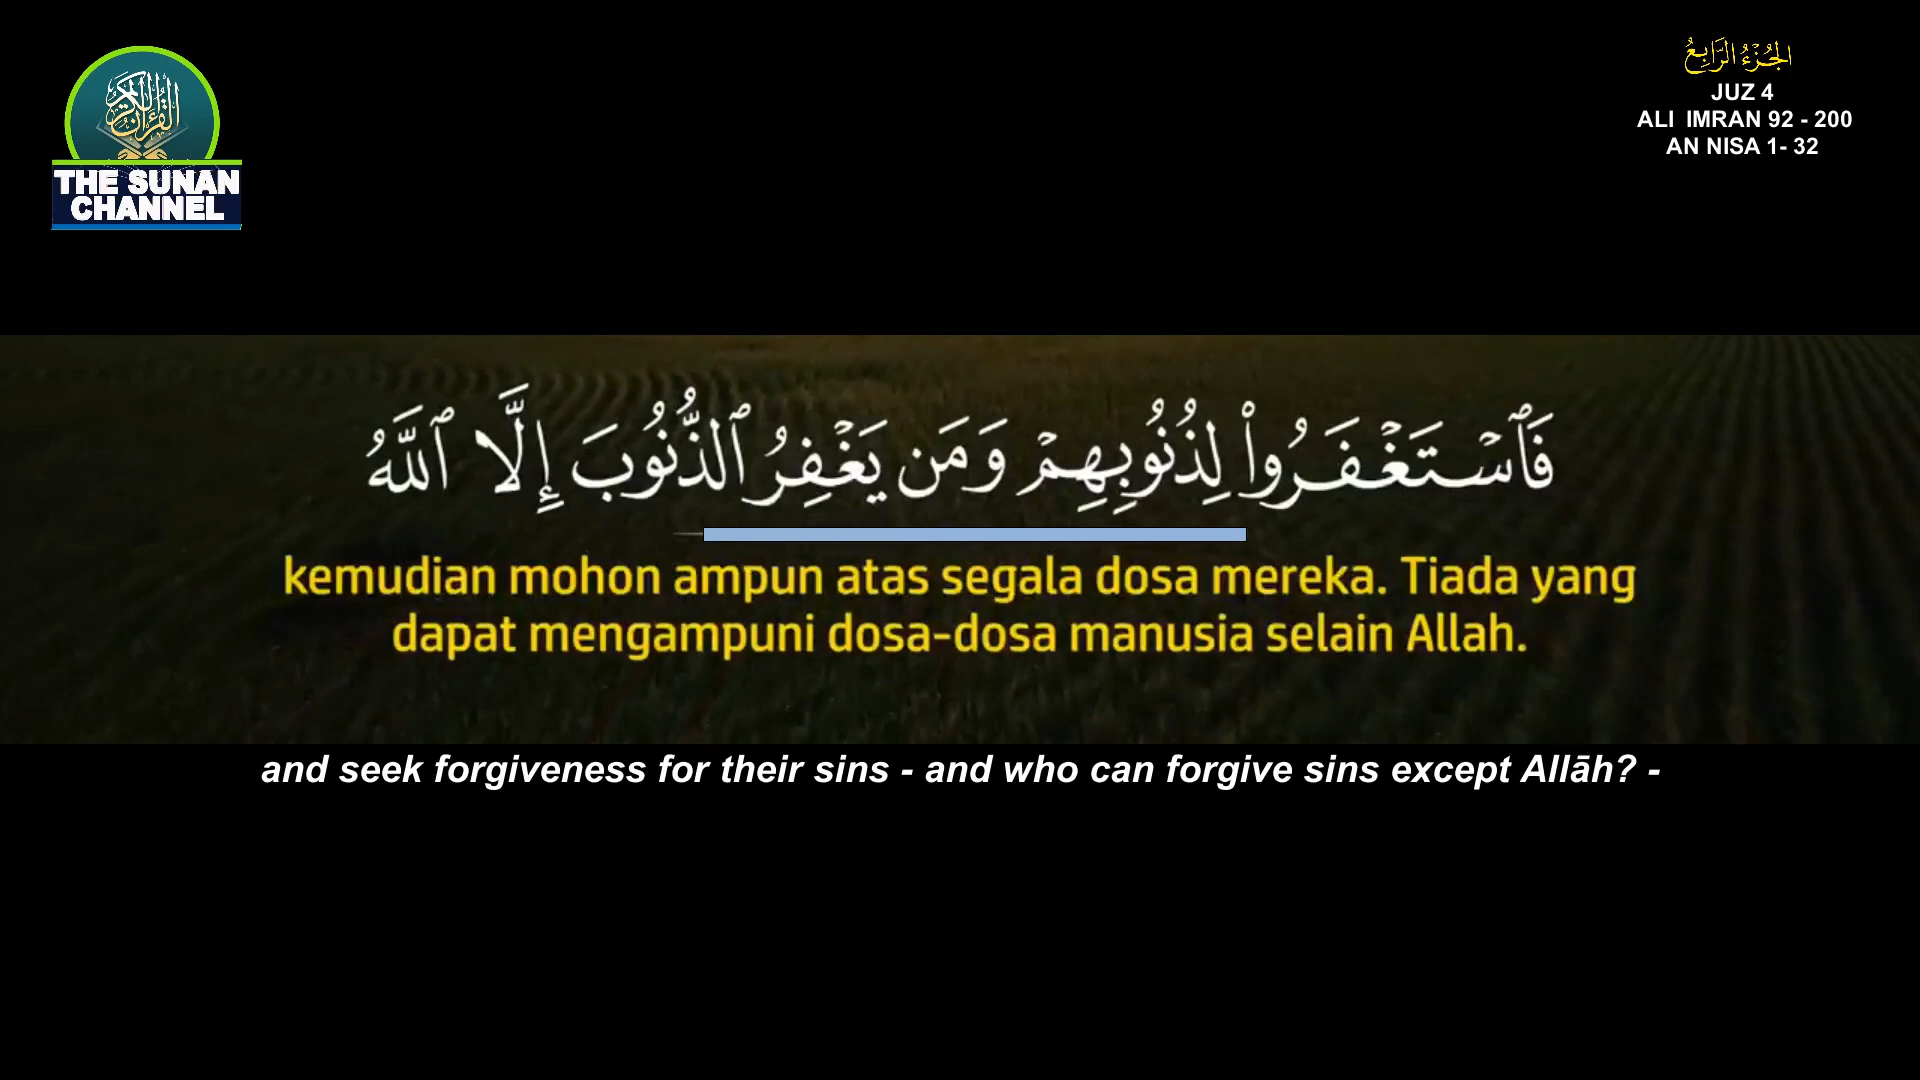 القرآن الكريم
THE SUNAN
CHANNEL
الجُزْءُ الرَّابِعُ
JUZ 4
ALI IMRAN 92 - 200
AN NISA 1- 32
فَٱسْتَغْفَرُوا۟ لِذُنُوبِهِمْ وَمَن يَغْفِرُ ٱلذُّنُوبَ إِلَّا ٱللَّهُ
kemudian mohon ampun atas segala dosa mereka. Tiada yang
dapat mengampuni dosa-dosa manusia selain Allah.
and seek forgiveness for their sins - and who can forgive sins except Allāh? -